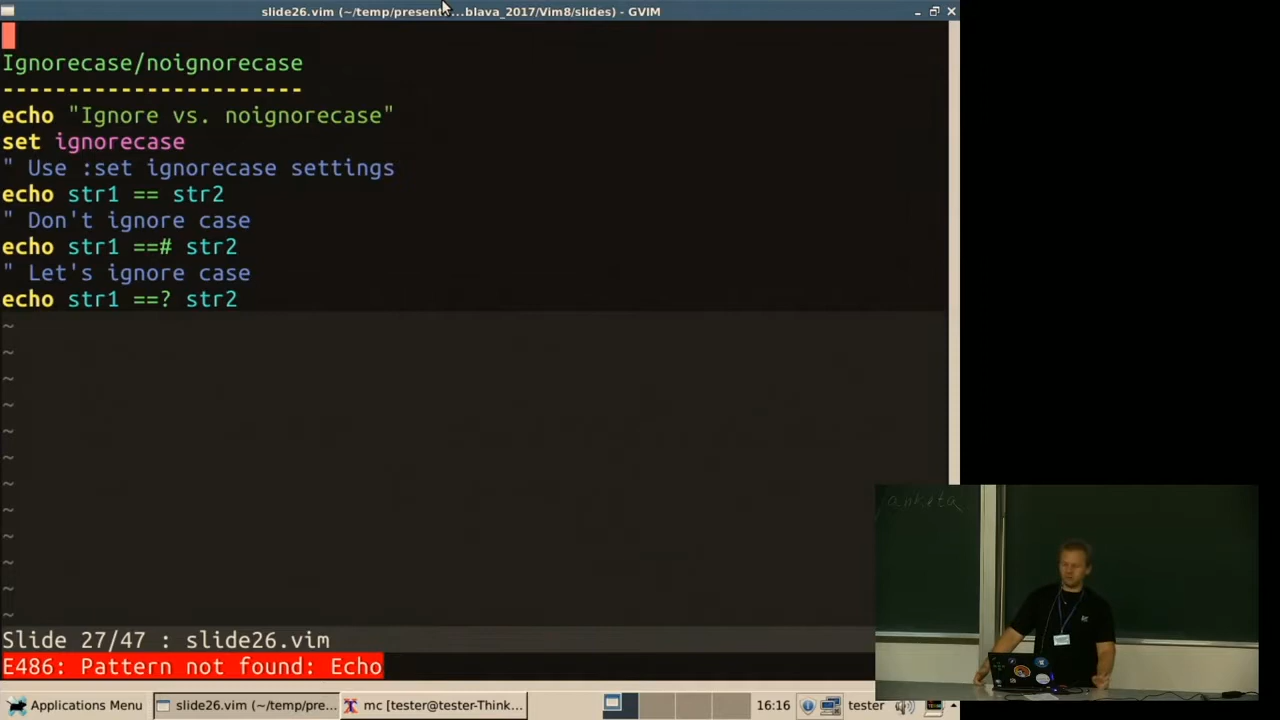 slide26.vim (~/temp/present...blava_2017/Vim8/slides) - GVIM
Ignorecase/noignorecase
-----------------------
echo "Ignore vs. noignorecase"
set ignorecase
" Use :set ignorecase settings
echo str1 == str2
" Don't ignore case
echo str1 ==# str2
" Let's ignore case
echo str1 ==? str2
~
~
~
~
~
~
~
~
~
~
~
~
anketa
Slide 27/47 : slide26.vim
E486: Pattern not found: Echo
Applications Menu
slide26.vim (~/temp/pre...
mc [tester@tester-Think...
16:16
tester